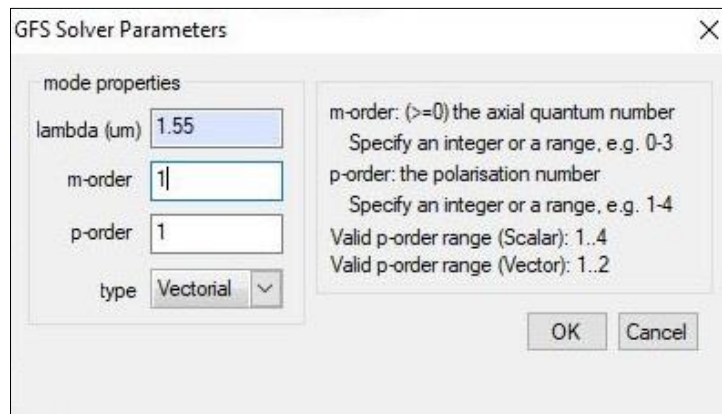 GFS Solver Parameters
mode properties
lambda (um) 1.55
m-order 1
p-order 1
type Vectorial
m-order: (>=0) the axial quantum number
Specify an integer or a range, e.g. 0-3
p-order: the polarisation number
Specify an integer or a range, e.g. 1-4
Valid p-order range (Scalar): 1..4
Valid p-order range (Vector): 1..2
OK Cancel